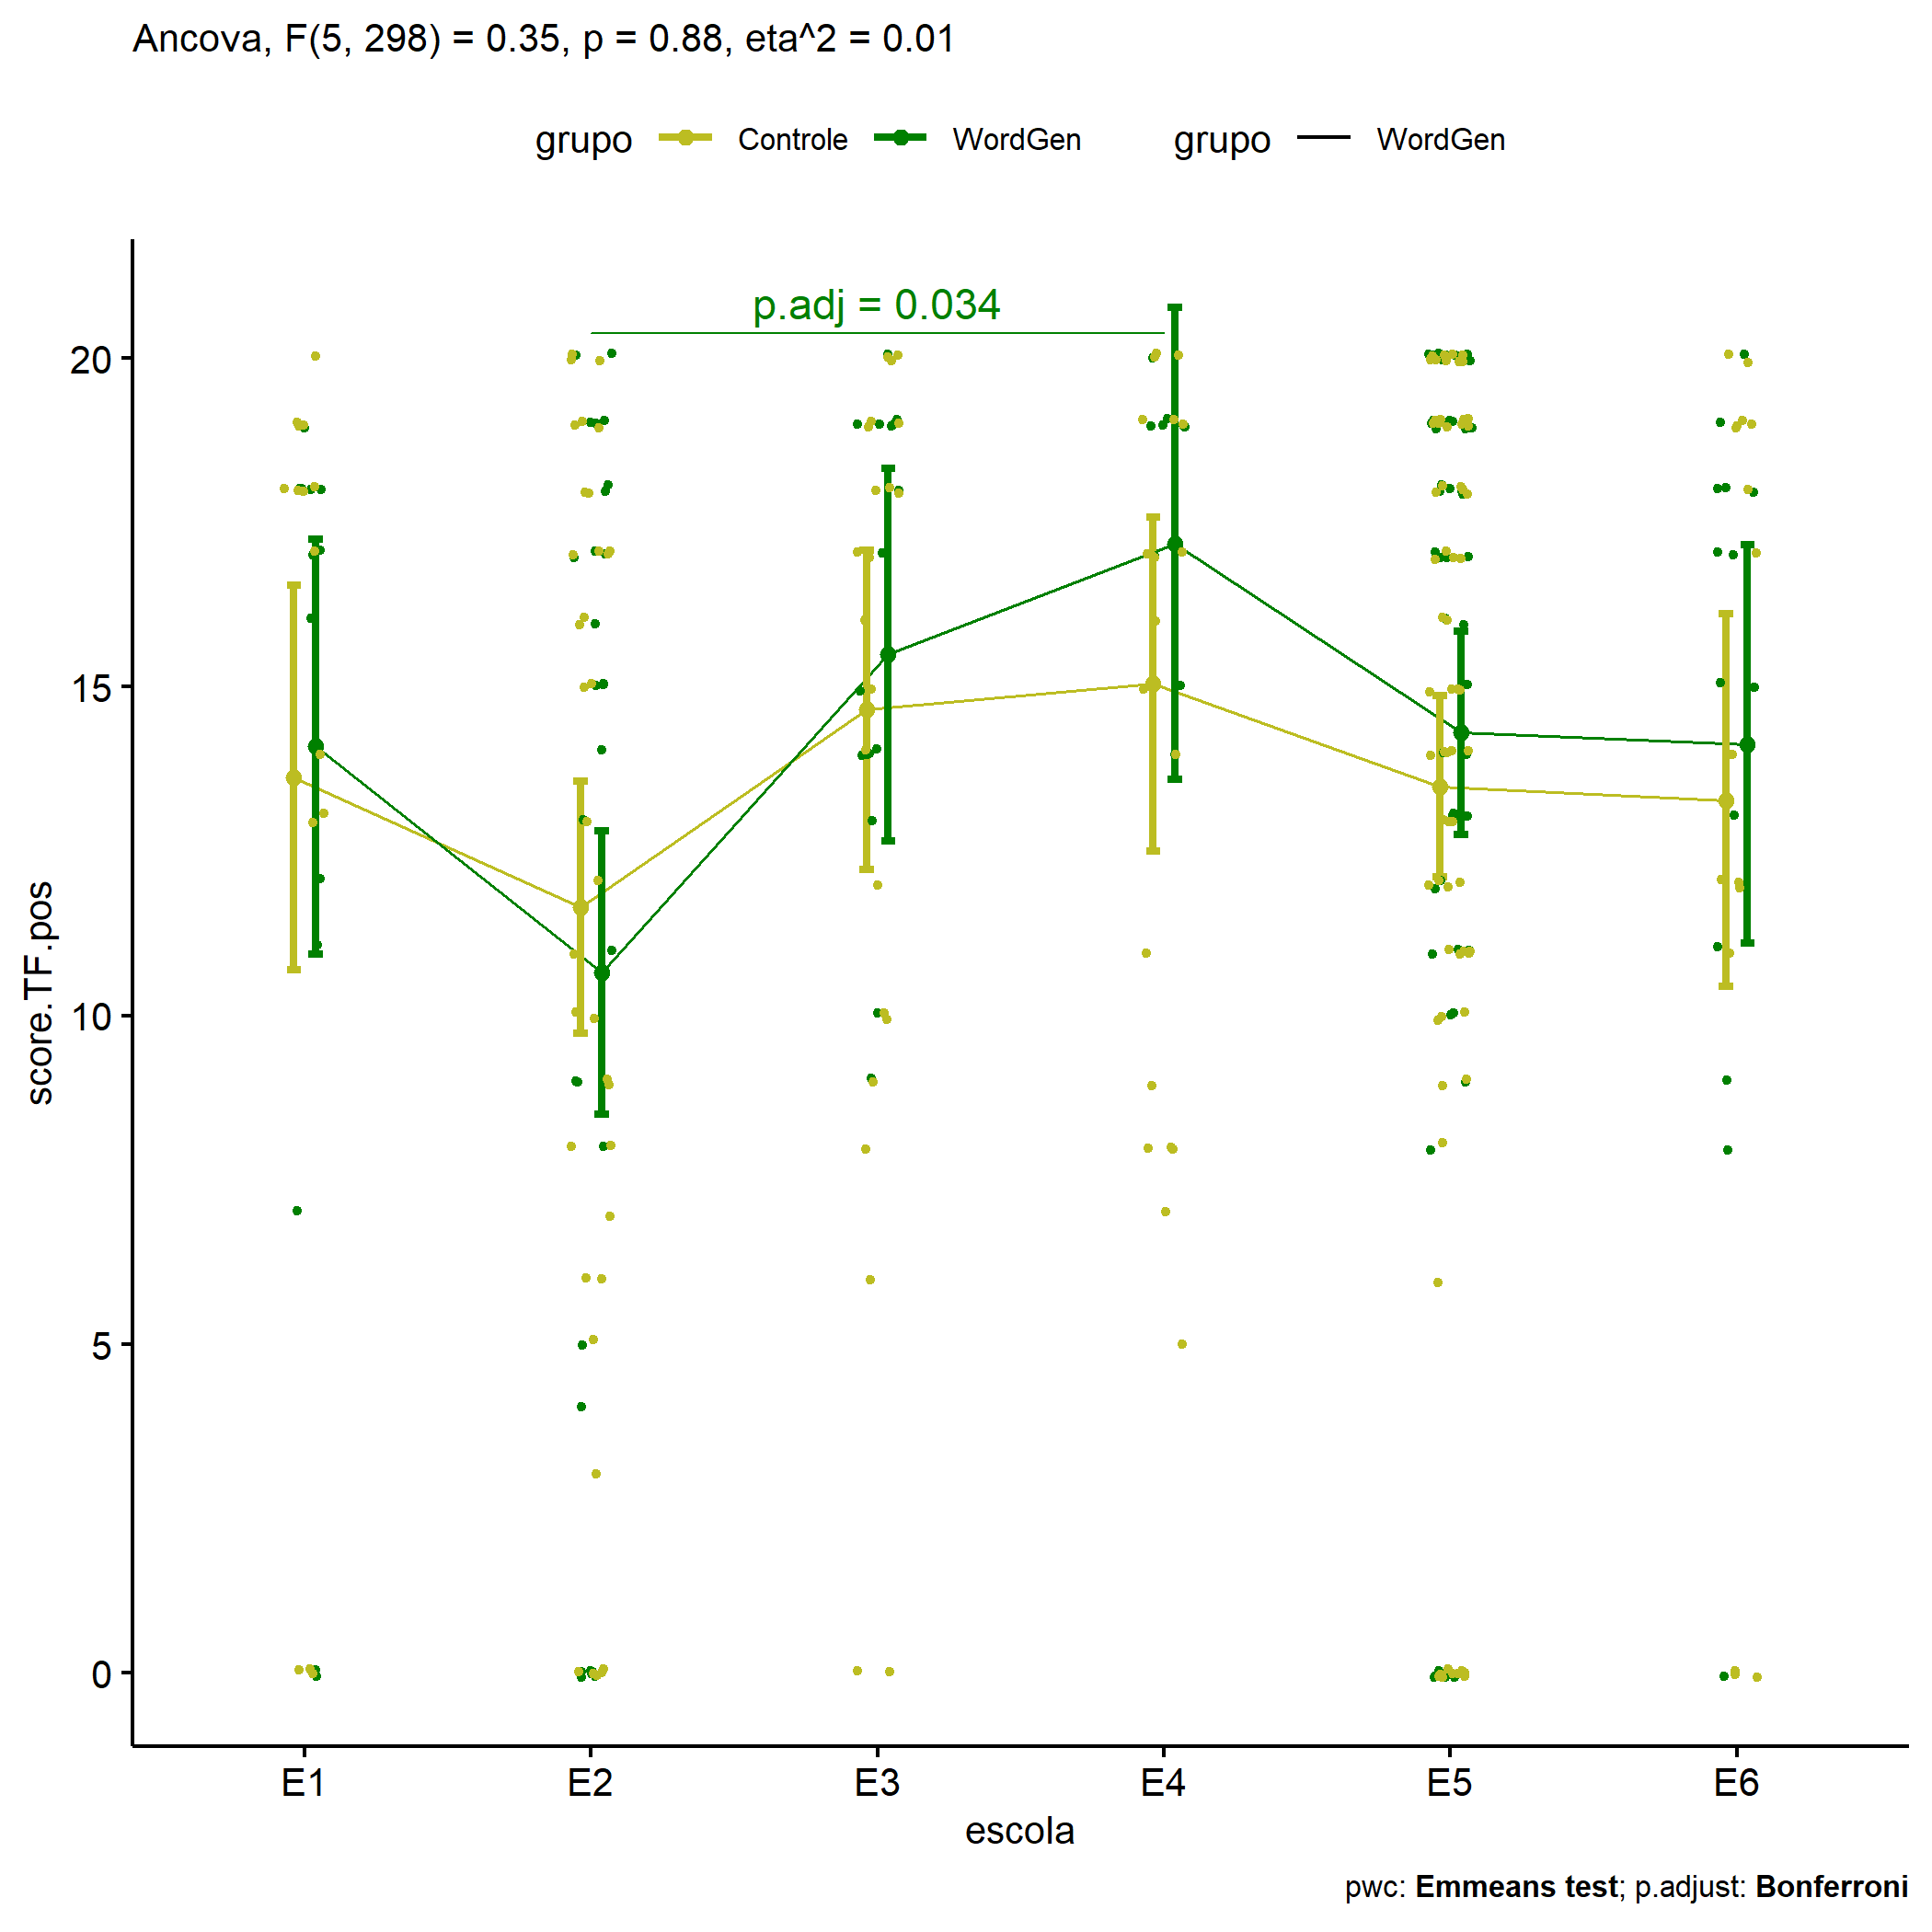 Ancova, F(5, 298) = 0.35, p = 0.88, eta^2 = 0.01
grupo Controle WordGen grupo WordGen
p.adj = 0.034
20
15
10
5
0
score.TF.pos
E1 E2 E3 E4 E5 E6
escola
pwc: Emmeans test; p.adjust: Bonferroni